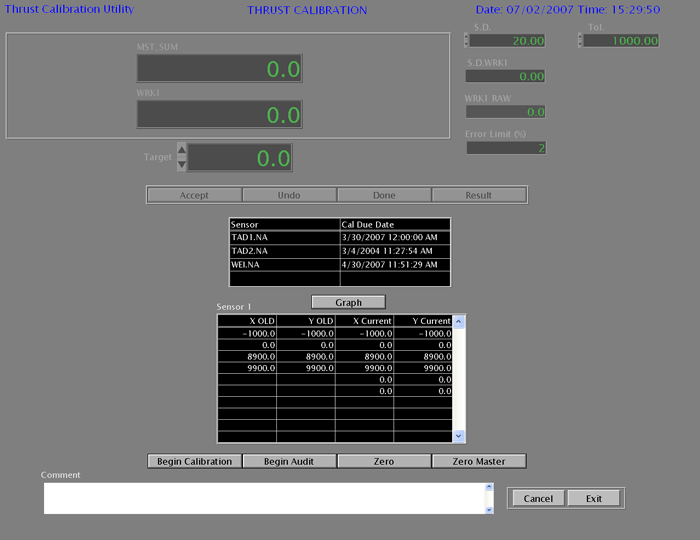 Thrust Calibration Utility THRUST CALIBRATION Date: 07/02/2007 Time: 15:29:50
S.D. Tol.
20.00 1000.00
MST_SUM
0.0
S.D.WRK1
0.00
WRK1
0.0
WRK1 RAW
0.0
Error Limit (%)
2
Target 0.0
Accept Undo Done Result
Sensor Cal Due Date
TAD1.NA 3/30/2007 12:00:00 AM
TAD2.NA 3/4/2004 11:27:54 AM
WEI.NA 4/30/2007 11:51:29 AM
Graph
Sensor 1
X OLD Y OLD X Current Y Current
-1000.0 -1000.0 -1000.0 -1000.0
0.0 0.0 0.0 0.0
8900.0 8900.0 8900.0 8900.0
9900.0 9900.0 9900.0 9900.0
0.0 0.0
0.0 0.0
Begin Calibration Begin Audit Zero Zero Master
Comment
Cancel Exit